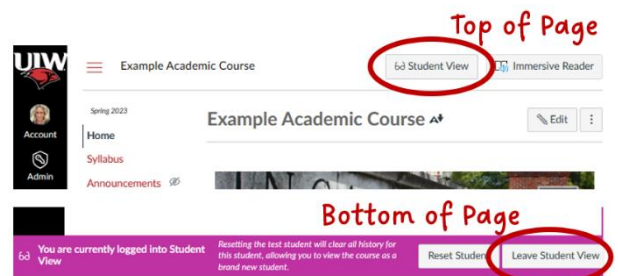 Top of Page
UIW
Example Academic Course
Student View
Immersive Reader
Account
Admin
Spring 2023
Home
Syllabus
Announcements
Example Academic Course
Edit
Bottom of Page
You are currently logged into Student
View
Resetting the test student will clear all history for
this student, allowing you to view the course as a
brand new student.
Reset Studen
Leave Student View